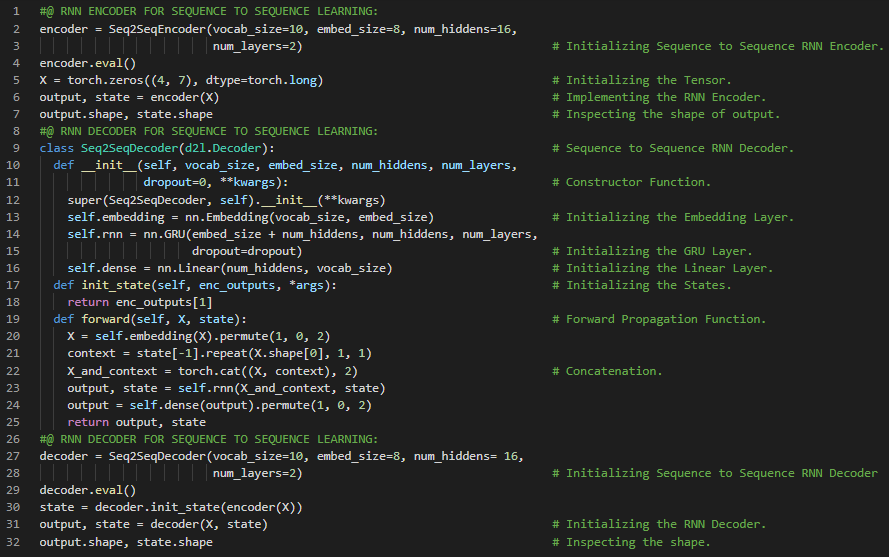 1 #@ RNN ENCODER FOR SEQUENCE TO SEQUENCE LEARNING:
2 encoder = Seq2SeqEncoder(vocab_size=10, embed_size=8, num_hiddens=16,
3 num_layers=2) # Initializing Sequence to Sequence RNN Encoder.
4 encoder.eval()
5 X = torch.zeros((4, 7), dtype=torch.long) # Initializing the Tensor.
6 output, state = encoder(X) # Implementing the RNN Encoder.
7 output.shape, state.shape # Inspecting the shape of output.
8 #@ RNN DECODER FOR SEQUENCE TO SEQUENCE LEARNING:
9 class Seq2SeqDecoder(d2l.Decoder): # Sequence to Sequence RNN Decoder.
10 def __init__(self, vocab_size, embed_size, num_hiddens, num_layers,
11 dropout=0, **kwargs): # Constructor Function.
12 super(Seq2SeqDecoder, self).__init__(**kwargs)
13 self.embedding = nn.Embedding(vocab_size, embed_size) # Initializing the Embedding Layer.
14 self.rnn = nn.GRU(embed_size + num_hiddens, num_hiddens, num_layers,
15 dropout=dropout) # Initializing the GRU Layer.
16 self.dense = nn.Linear(num_hiddens, vocab_size) # Initializing the Linear Layer.
17 def init_state(self, enc_outputs, *args): # Initializing the States.
18 return enc_outputs[1]
19 def forward(self, X, state): # Forward Propagation Function.
20 X = self.embedding(X).permute(1, 0, 2)
21 context = state[-1].repeat(X.shape[0], 1, 1)
22 X_and_context = torch.cat((X, context), 2) # Concatenation.
23 output, state = self.rnn(X_and_context, state)
24 output = self.dense(output).permute(1, 0, 2)
25 return output, state
26 #@ RNN DECODER FOR SEQUENCE TO SEQUENCE LEARNING:
27 decoder = Seq2SeqDecoder(vocab_size=10, embed_size=8, num_hiddens= 16,
28 num_layers=2) # Initializing Sequence to Sequence RNN Decoder
29 decoder.eval()
30 state = decoder.init_state(encoder(X))
31 output, state = decoder(X, state) # Initializing the RNN Decoder.
32 output.shape, state.shape # Inspecting the shape.